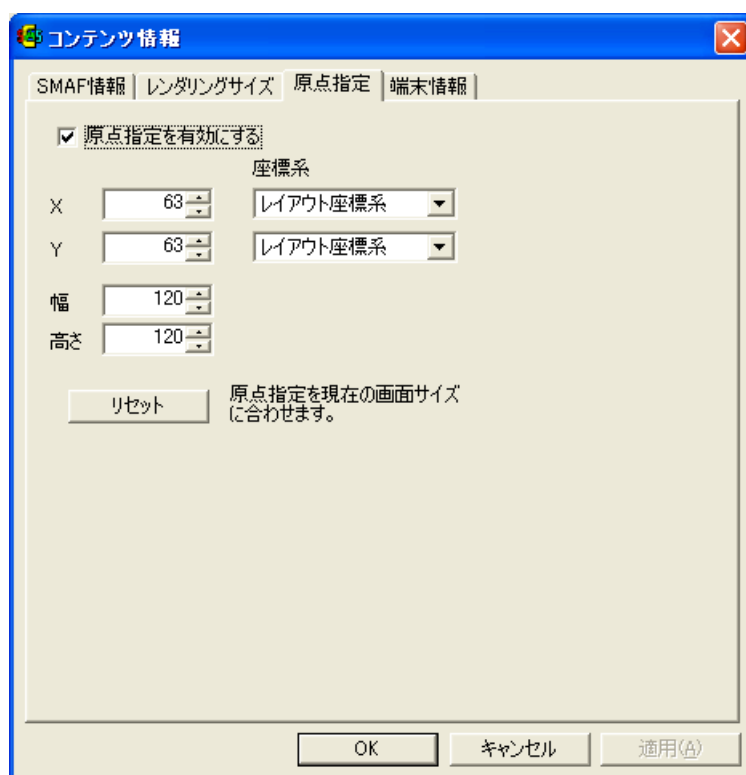 コンテンツ情報
SMAF情報 レンダリングサイズ 原点指定 端末情報
原点指定を有効にする
座標系
X 63 レイアウト座標系
Y 63 レイアウト座標系
幅 120
高さ 120
リセット 原点指定を現在の画面サイズ
に合わせます。
OK キャンセル 適用(A)